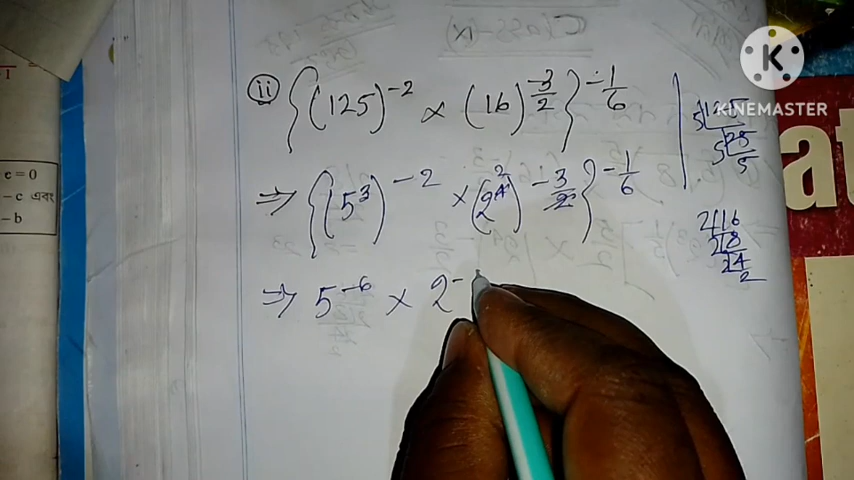 KINEMASTER
ii {(125)^-2 × (16)^-3/2}^-1/6
⇒ {(5^3)^-2 × (2^4)^-3/2}^-1/6
⇒ 5^-6 × 2^-
5|125
5|25
5
2|16
2|8
2|4
2
c = 0
- c এবং
- b